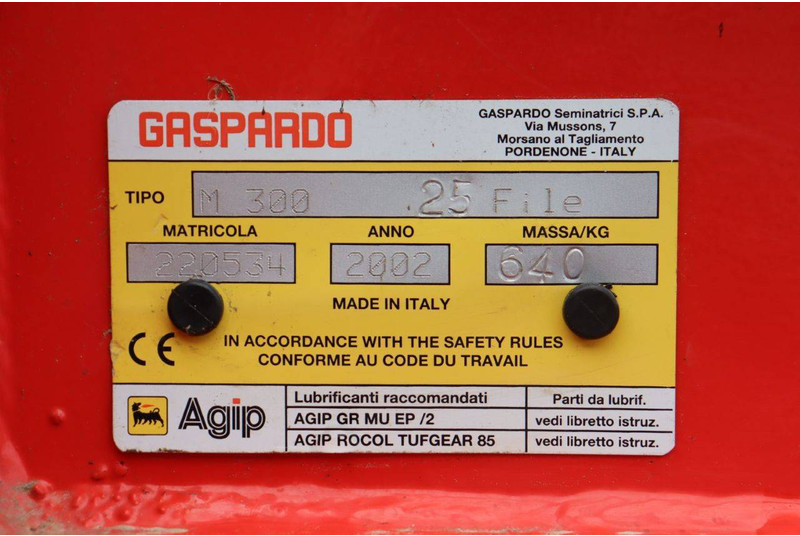 GASPARDO
GASPARDO Seminatrici S.P.A.
Via Mussons, 7
Morsano al Tagliamento
PORDENONE - ITALY
TIPO M 300 .25 File
MATRICOLA ANNO MASSA/KG
220534 2002 640
MADE IN ITALY
CE IN ACCORDANCE WITH THE SAFETY RULES
CONFORME AU CODE DU TRAVAIL
Agip
Lubrificanti raccomandati Parti da lubrif.
AGIP GR MU EP /2 vedi libretto istruz.
AGIP ROCOL TUFGEAR 85 vedi libretto istruz.